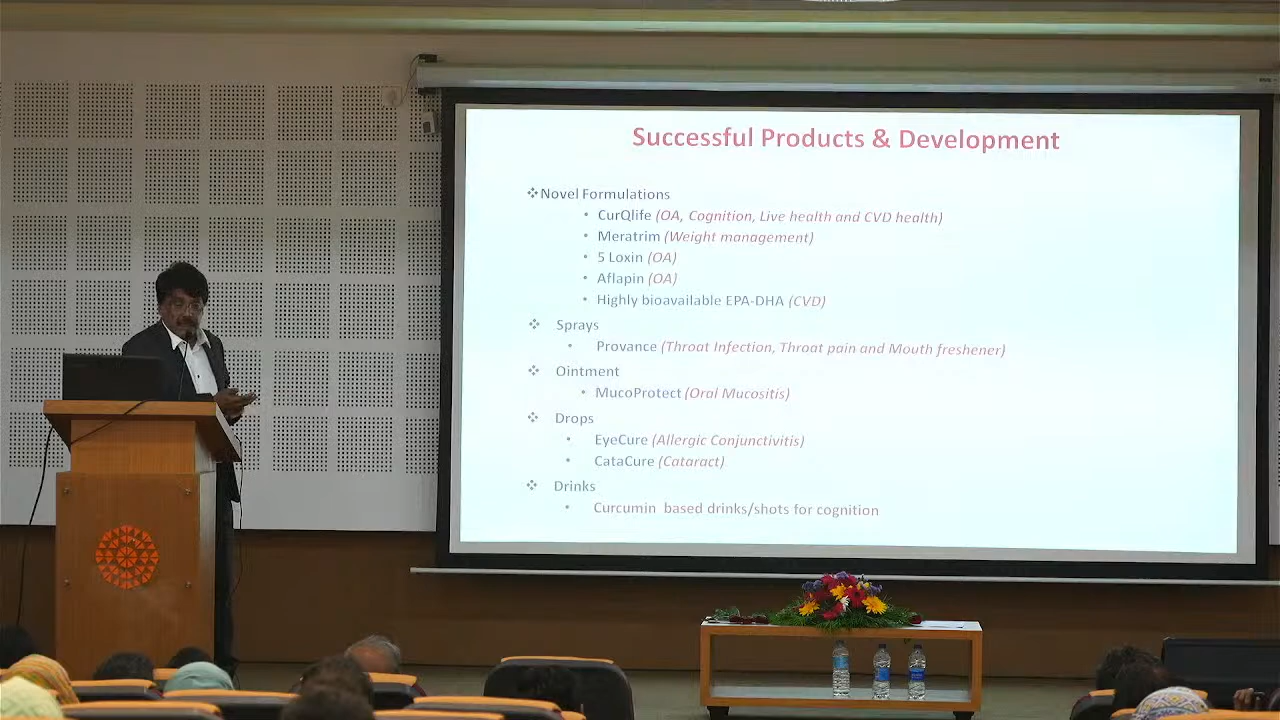 Successful Products & Development
❖Novel Formulations
• CurQlife (OA, Cognition, Live health and CVD health)
• Meratrim (Weight management)
• 5 Loxin (OA)
• Aflapin (OA)
• Highly bioavailable EPA-DHA (CVD)
❖ Sprays
• Provance (Throat Infection, Throat pain and Mouth freshener)
❖ Ointment
• MucoProtect (Oral Mucositis)
❖ Drops
• EyeCure (Allergic Conjunctivitis)
• CataCure (Cataract)
❖ Drinks
• Curcumin based drinks/shots for cognition